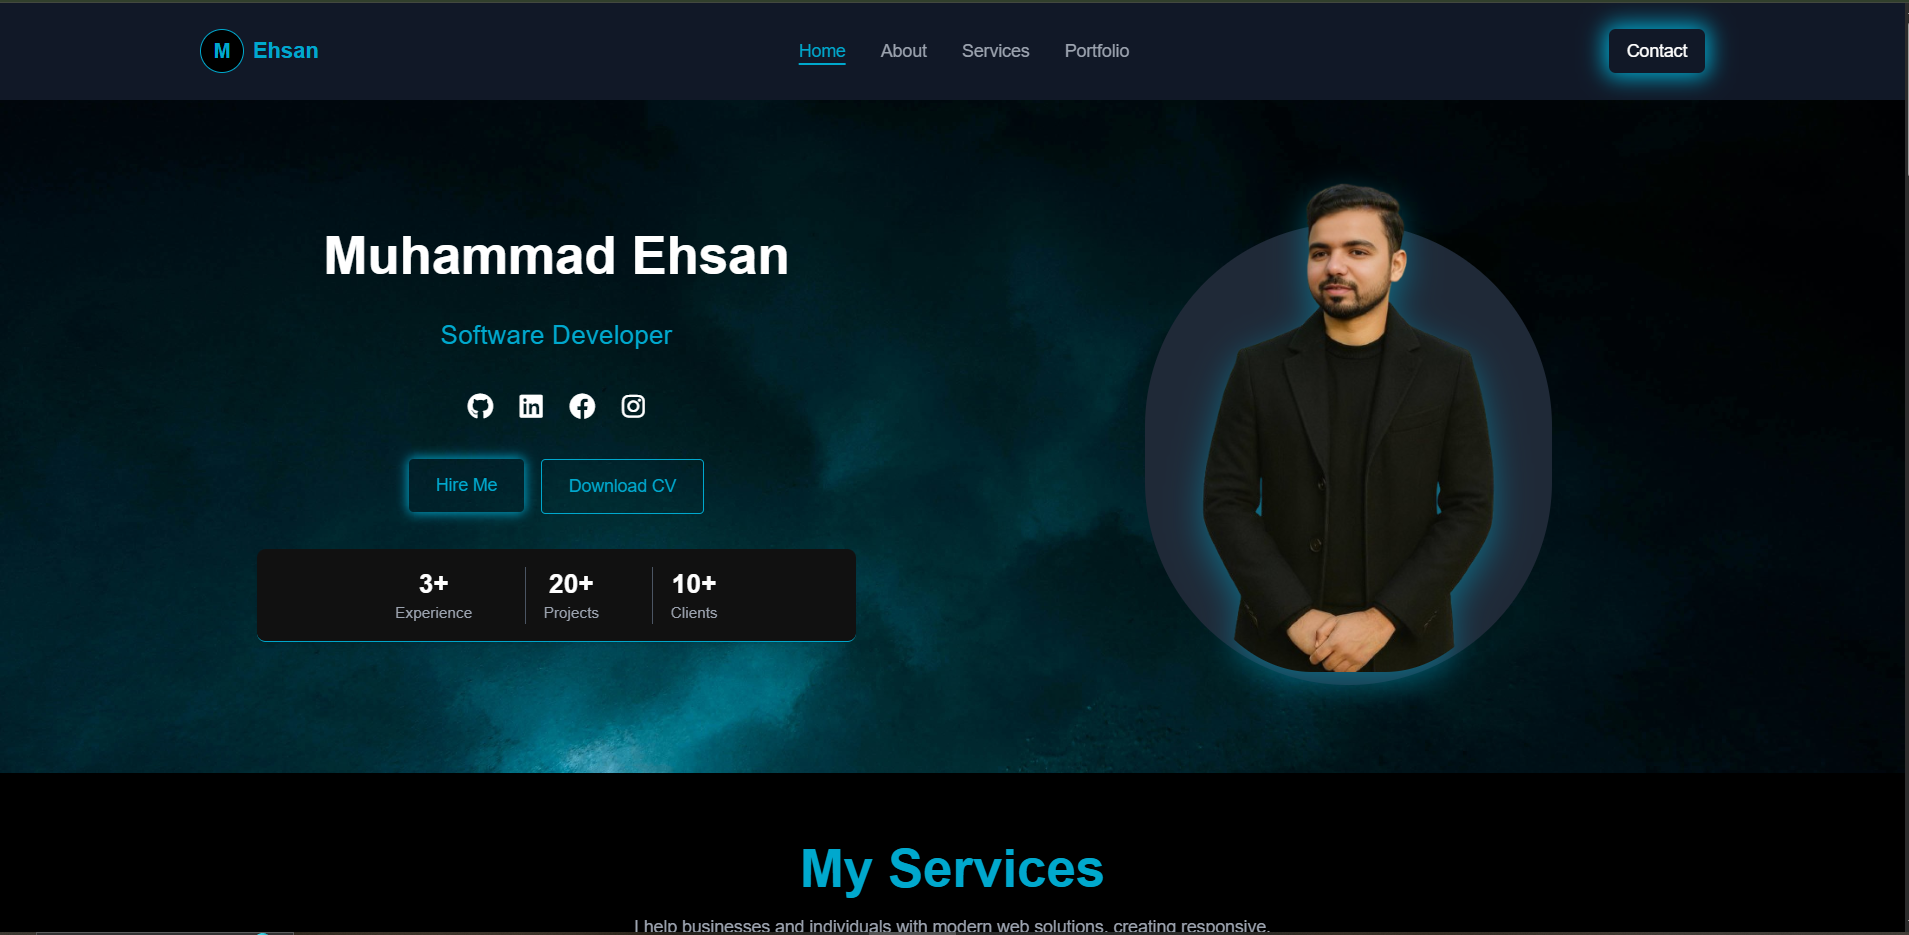 M Ehsan
Home About Services Portfolio
Contact
Muhammad Ehsan
Software Developer
Hire Me Download CV
3+ 20+ 10+
Experience Projects Clients
My Services
I help businesses and individuals with modern web solutions, creating responsive,